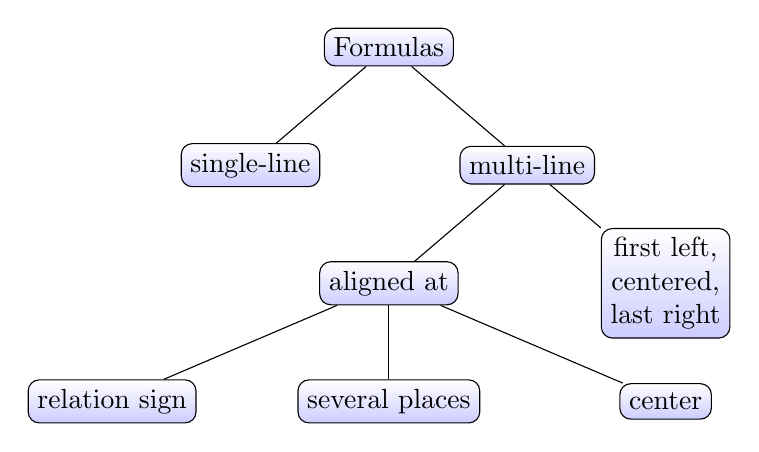 Formulas
single-line
multi-line
aligned at
first left,
centered,
last right
relation sign
several places
center